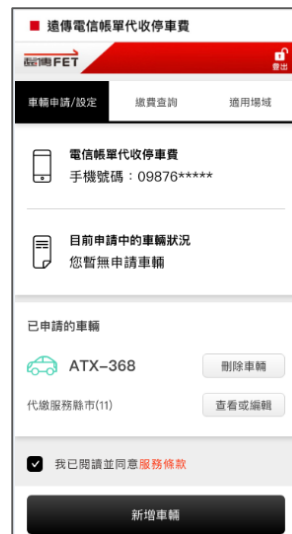 遠傳電信帳單代收停車費
遠傳FET
登出
車輛申請/設定
繳費查詢
適用場域
電信帳單代收停車費
手機號碼：09876*****
目前申請中的車輛狀況
您暫無申請車輛
已申請的車輛
ATX-368
刪除車輛
代繳服務縣市(11)
查看或編輯
我已閱讀並同意服務條款
新增車輛